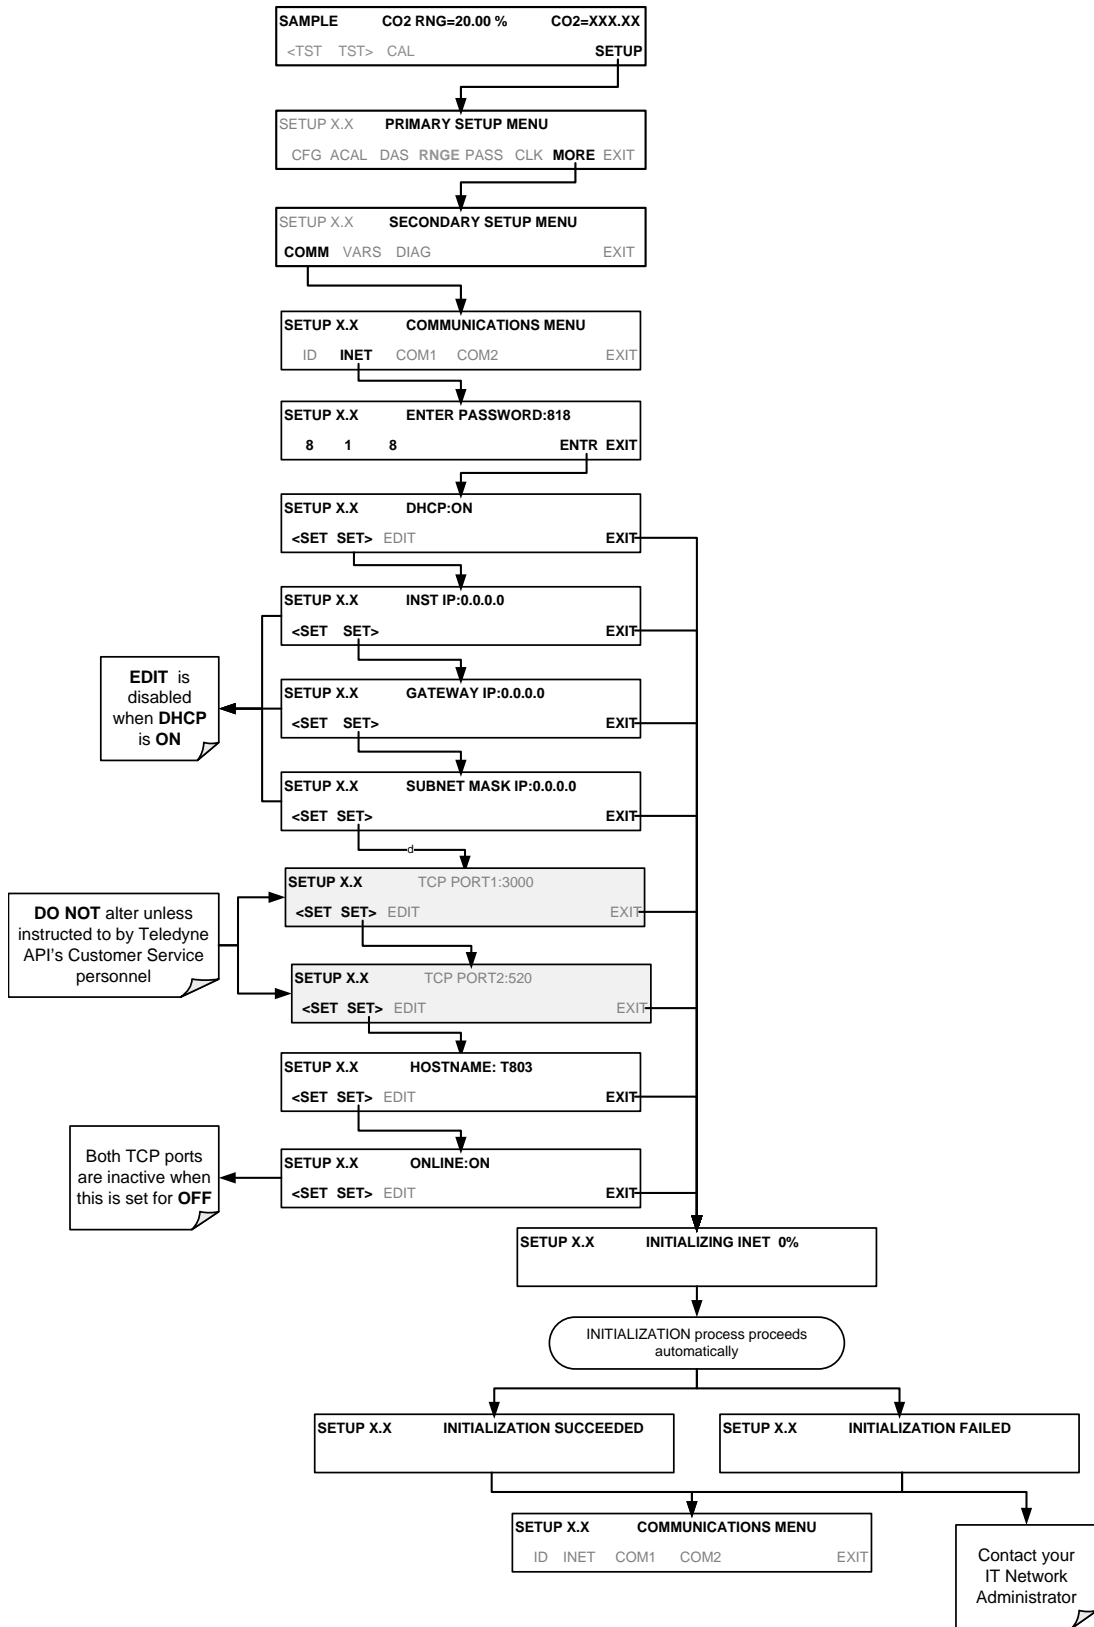 SAMPLE CO2 RNG=20.00 % CO2=XXX.XX
<TST TST> CAL SETUP
SETUP X.X PRIMARY SETUP MENU
CFG ACAL DAS RNGE PASS CLK MORE EXIT
SETUP X.X SECONDARY SETUP MENU
COMM VARS DIAG EXIT
SETUP X.X COMMUNICATIONS MENU
ID INET COM1 COM2 EXIT
SETUP X.X ENTER PASSWORD:818
8 1 8 ENTR EXIT
SETUP X.X DHCP:ON
<SET SET> EDIT EXIT
SETUP X.X INST IP:0.0.0.0
<SET SET> EXIT
EDIT is
disabled
when DHCP
is ON
SETUP X.X GATEWAY IP:0.0.0.0
<SET SET> EXIT
SETUP X.X SUBNET MASK IP:0.0.0.0
<SET SET> EXIT
d
SETUP X.X TCP PORT1:3000
<SET SET> EDIT EXIT
DO NOT alter unless
instructed to by Teledyne
API's Customer Service
personnel
SETUP X.X TCP PORT2:520
<SET SET> EDIT EXIT
SETUP X.X HOSTNAME: T803
<SET SET> EDIT EXIT
Both TCP ports
are inactive when
this is set for OFF
SETUP X.X ONLINE:ON
<SET SET> EDIT EXIT
SETUP X.X INITIALIZING INET 0%
INITIALIZATION process proceeds
automatically
SETUP X.X INITIALIZATION SUCCEEDED
SETUP X.X INITIALIZATION FAILED
SETUP X.X COMMUNICATIONS MENU
ID INET COM1 COM2 EXIT
Contact your
IT Network
Administrator